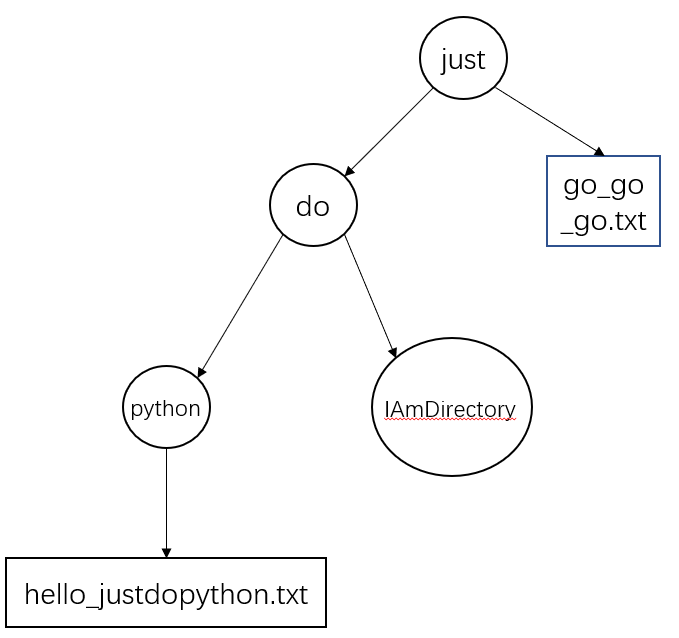 just
go_go
_go.txt
do
python
IAmDirectory
hello_justdopython.txt